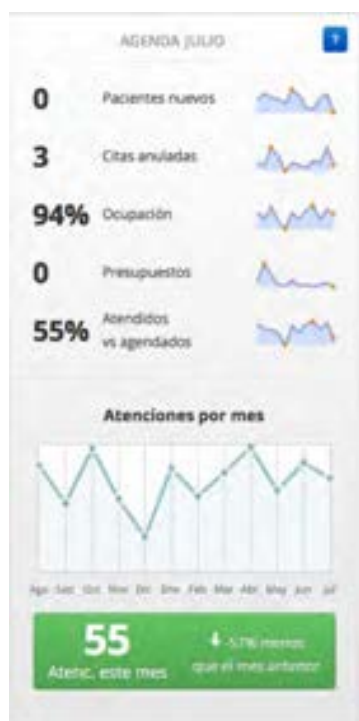 AGENDA JULIO
?
0 Pacientes nuevos
3 Citas anuladas
94% Ocupación
0 Presupuestos
55% Atendidos
vs agendados
Atenciones por mes
Ago Sept Oct Nov Dic Ene Feb Mar Abr May Jun Jul
55
Atenc. este mes
-57% menos
que el mes anterior